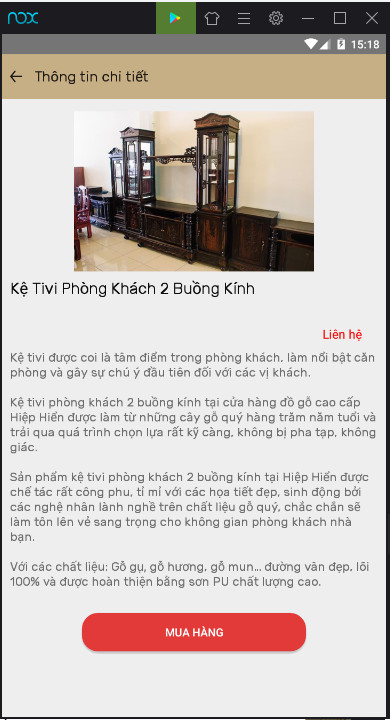 nox
15:18
Thông tin chi tiết
Kệ Tivi Phòng Khách 2 Buồng Kính
Liên hệ
Kệ tivi được coi là tâm điểm trong phòng khách, làm nổi bật căn
phòng và gây sự chú ý đầu tiên đối với các vị khách.
Kệ tivi phòng khách 2 buồng kính tại cửa hàng đồ gỗ cao cấp
Hiệp Hiển được làm từ những cây gỗ quý hàng trăm năm tuổi và
trải qua quá trình chọn lựa rất kỹ càng, không bị pha tạp, không
giác.
Sản phẩm kệ tivi phòng khách 2 buồng kính tại Hiệp Hiển được
chế tác rất công phu, tỉ mỉ với các họa tiết đẹp, sinh động bởi
các nghệ nhân lành nghề trên chất liệu gỗ quý, chắc chắn sẽ
làm tôn lên vẻ sang trọng cho không gian phòng khách nhà
bạn.
Với các chất liệu: Gỗ gụ, gỗ hương, gỗ mun... đường vân đẹp, lõi
100% và được hoàn thiện bằng sơn PU chất lượng cao.
MUA HÀNG